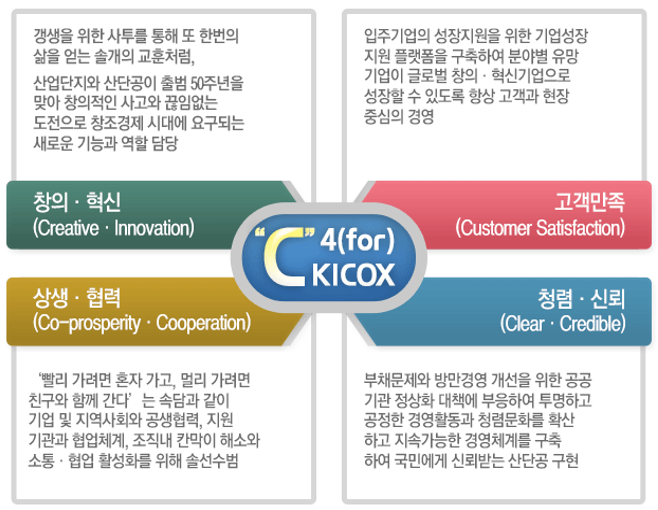 갱생을 위한 사투를 통해 또 한번의
삶을 얻는 솔개의 교훈처럼,
산업단지와 산단공이 출범 50주년을
맞아 창의적인 사고와 끊임없는
도전으로 창조경제 시대에 요구되는
새로운 기능과 역할 담당
창의 · 혁신
(Creative · Innovation)
입주기업의 성장지원을 위한 기업성장
지원 플랫폼을 구축하여 분야별 유망
기업이 글로벌 창의 · 혁신기업으로
성장할 수 있도록 항상 고객과 현장
중심의 경영
고객만족
(Customer Satisfaction)
“C” 4(for)
KICOX
상생 · 협력
(Co-prosperity · Cooperation)
‘빨리 가려면 혼자 가고, 멀리 가려면
친구와 함께 간다’ 는 속담과 같이
기업 및 지역사회와 공생협력, 지원
기관과 협업체계, 조직내 칸막이 해소와
소통 · 협업 활성화를 위해 솔선수범
청렴 · 신뢰
(Clear · Credible)
부채문제와 방만경영 개선을 위한 공공
기관 정상화 대책에 부응하여 투명하고
공정한 경영활동과 청렴문화를 확산
하고 지속가능한 경영체계를 구축
하여 국민에게 신뢰받는 산단공 구현